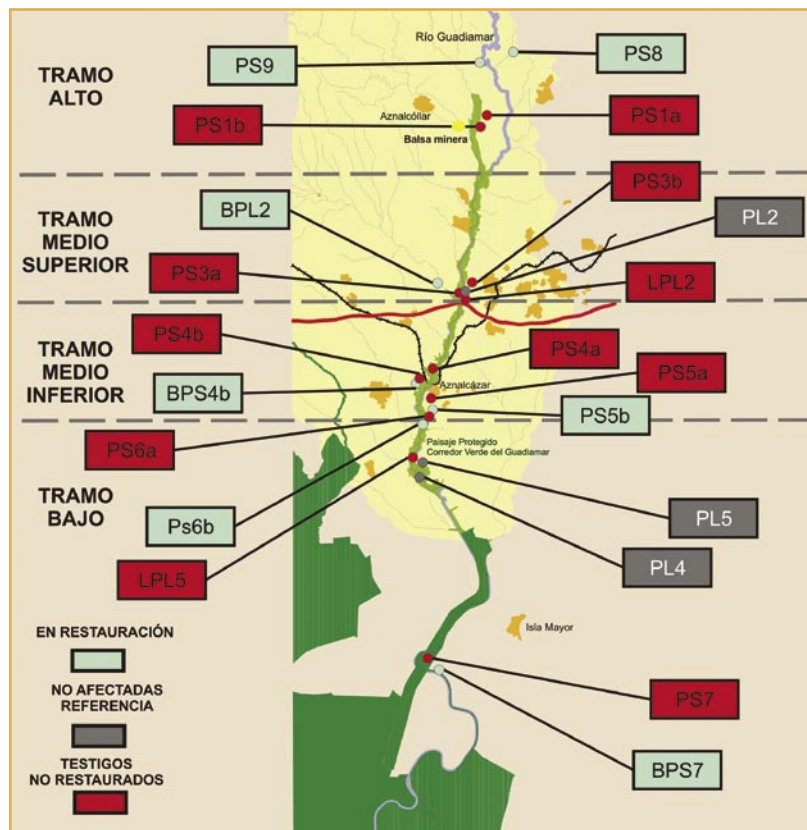 Río Guadiamar
PS9
PS8
TRAMO
ALTO
Aznalcóllar
PS1b
PS1a
Balsa minera
PS3b
BPL2
PL2
TRAMO
MEDIO
SUPERIOR
PS3a
LPL2
PS4b
PS4a
TRAMO
MEDIO
INFERIOR
PS5a
BPS4b
Aznalcázar
PS5b
PS6a
Paisaje Protegido
Corredor Verde del Guadiamar
TRAMO
BAJO
Ps6b
PL5
PL4
LPL5
EN RESTAURACIÓN
Isla Mayor
NO AFECTADAS
REFERENCIA
PS7
TESTIGOS
NO RESTAURADOS
BPS7